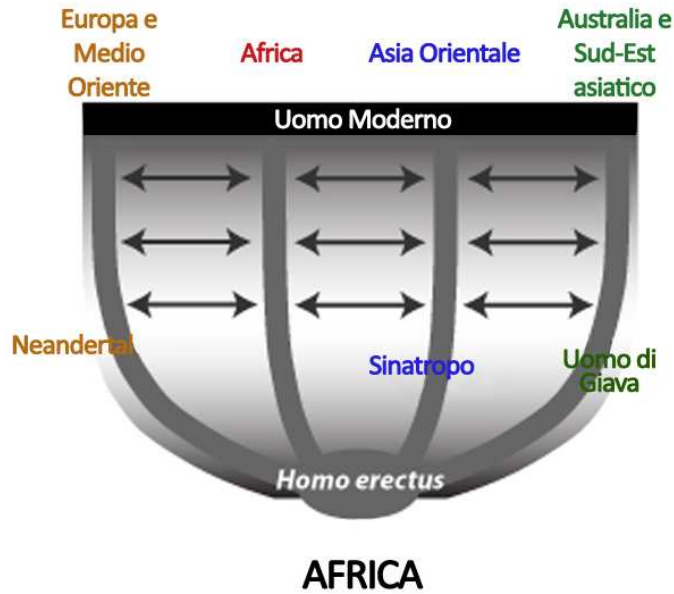 Europa e
Medio
Oriente
Africa
Asia Orientale
Australia e
Sud-Est
asiatico
Uomo Moderno
Neandertal
Sinatropo
Uomo di
Giava
Homo erectus
AFRICA